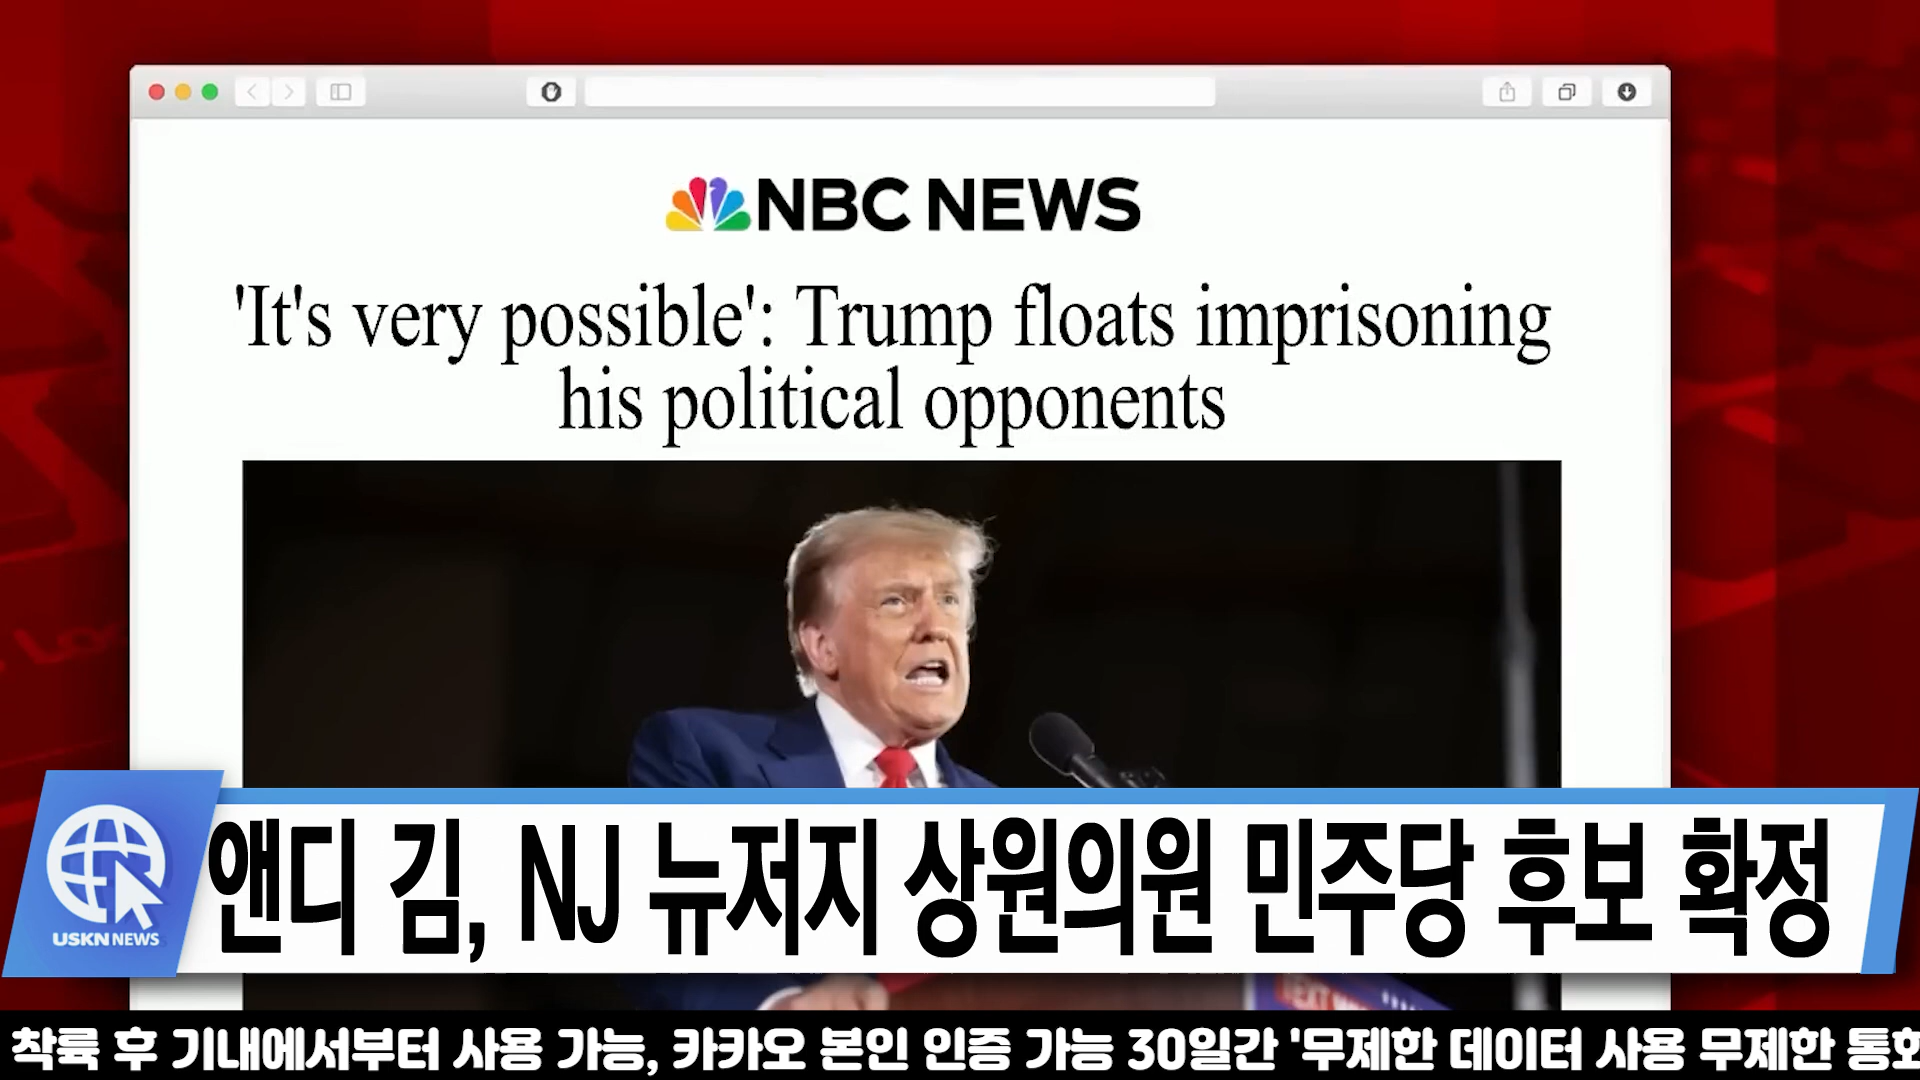 NBC NEWS
'It's very possible': Trump floats imprisoning
his political opponents
앤디 김, NJ 뉴저지 상원의원 민주당 후보 확정
USKN NEWS
착륙 후 기내에서부터 사용 가능, 카카오 본인 인증 가능 30일간 '무제한 데이터 사용 무제한 통화